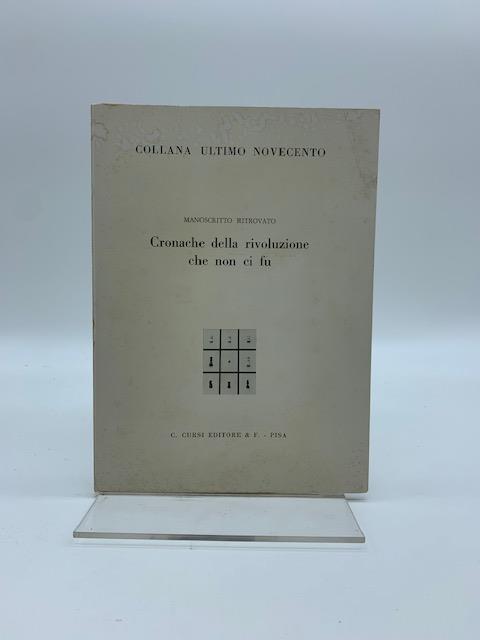 COLLANA ULTIMO NOVECENTO
MANOSCRITTO RITROVATO
Cronache della rivoluzione
che non ci fu
C. CURSI EDITORE & F. - PISA